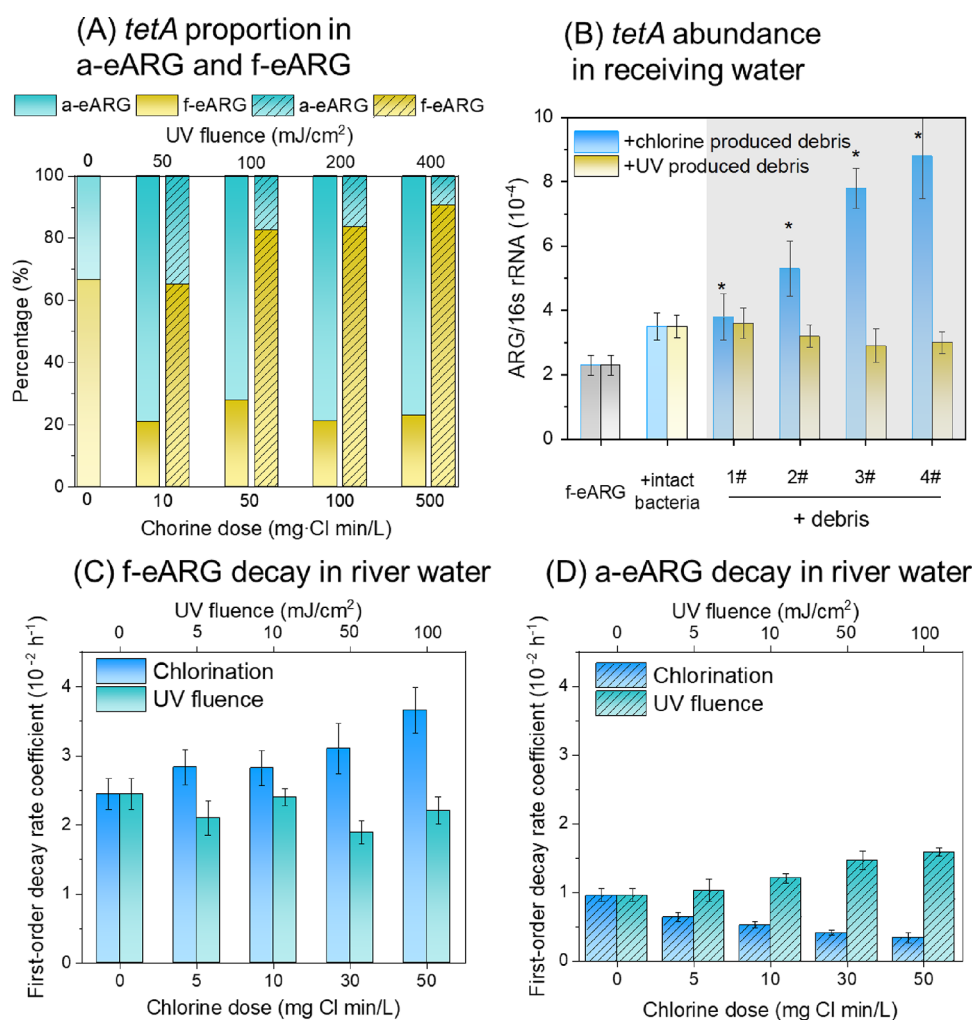 (A) tetA proportion in
a-eARG and f-eARG
a-eARG f-eARG a-eARG f-eARG
UV fluence (mJ/cm²)
0 50 100 200 400
100
80
60
40
20
0
Percentage (%)
0 10 50 100 500
Chorine dose (mg·Cl min/L)
(B) tetA abundance
in receiving water
+chlorine produced debris
+UV produced debris
10
8
6
4
2
0
ARG/16s rRNA (10⁻⁴)
* * * *
f-eARG +intact bacteria 1# 2# 3# 4#
+ debris
(C) f-eARG decay in river water
UV fluence (mJ/cm²)
0 5 10 50 100
Chlorination
UV fluence
4
3
2
1
0
First-order decay rate coefficient (10⁻² h⁻¹)
0 5 10 30 50
Chlorine dose (mg Cl min/L)
(D) a-eARG decay in river water
UV fluence (mJ/cm²)
0 5 10 50 100
Chlorination
UV fluence
4
3
2
1
0
First-order decay rate coefficient (10⁻² h⁻¹)
0 5 10 30 50
Chlorine dose (mg Cl min/L)